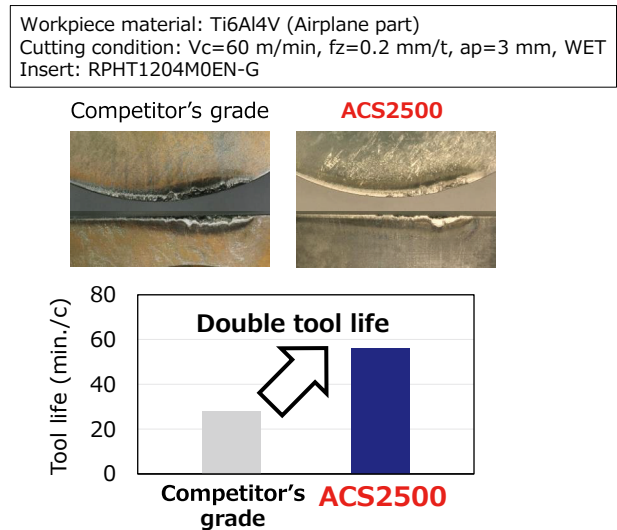 Workpiece material: Ti6Al4V (Airplane part)
Cutting condition: Vc=60 m/min, fz=0.2 mm/t, ap=3 mm, WET
Insert: RPHT1204M0EN-G
Competitor's grade
ACS2500
80
60
40
20
0
Tool life (min./c)
Double tool life
Competitor's
grade
ACS2500